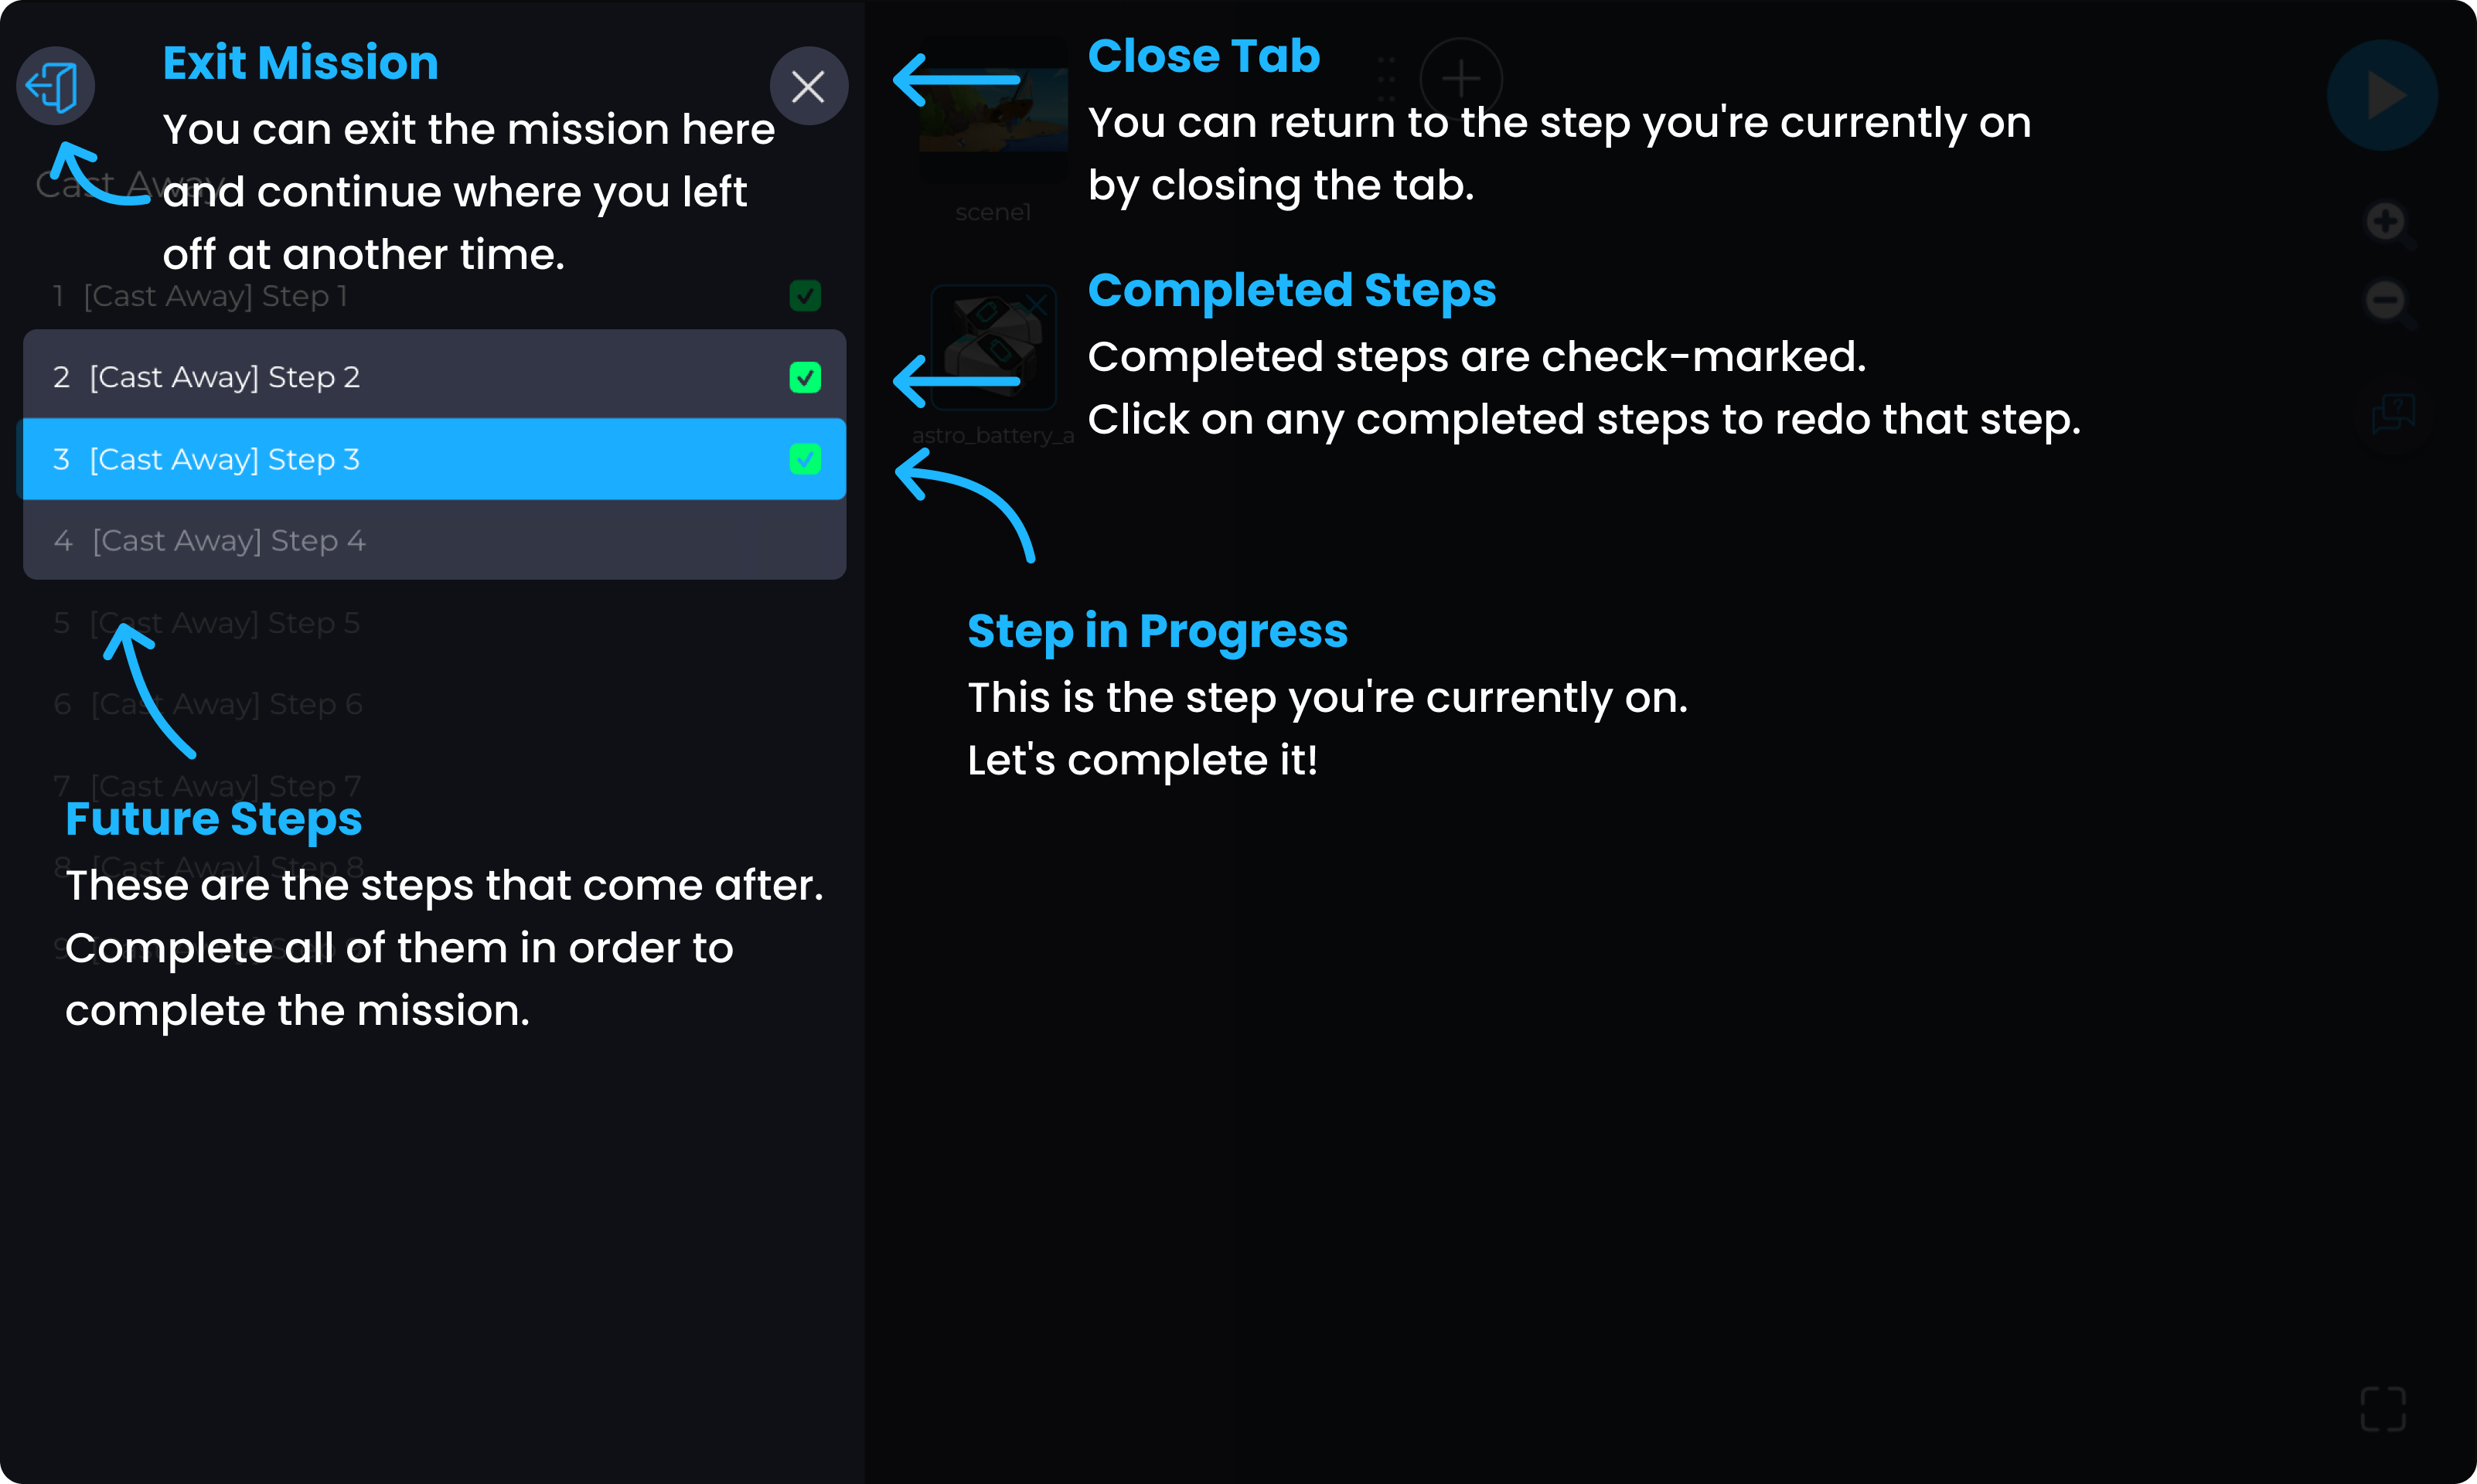 Exit Mission
You can exit the mission here
and continue where you left
off at another time.
Cast Away
1 [Cast Away] Step 1
2 [Cast Away] Step 2
3 [Cast Away] Step 3
4 [Cast Away] Step 4
5 [Cast Away] Step 5
6 [Cast Away] Step 6
7 [Cast Away] Step 7
Future Steps
8 [Cast Away] Step 8
These are the steps that come after.
9
Complete all of them in order to
complete the mission.
Close Tab
You can return to the step you're currently on
by closing the tab.
scene1
Completed Steps
Completed steps are check-marked.
Click on any completed steps to redo that step.
astro_battery_a
Step in Progress
This is the step you're currently on.
Let's complete it!